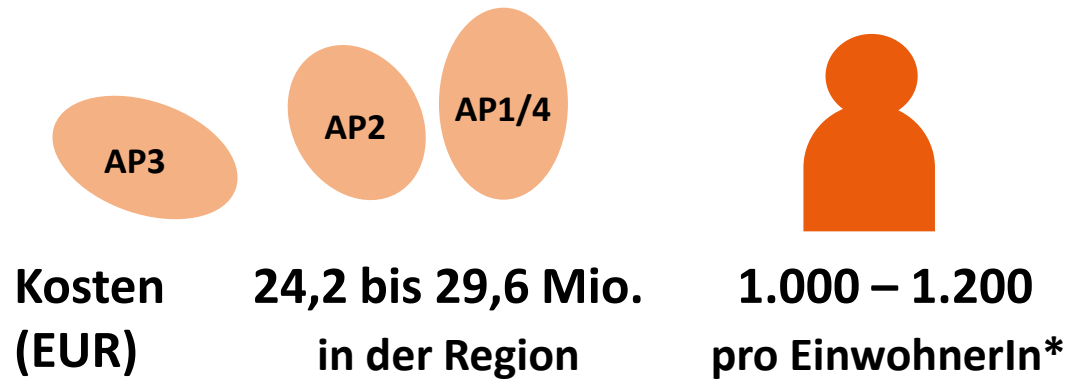 AP3
AP2
AP1/4
Kosten
(EUR)
24,2 bis 29,6 Mio.
in der Region
1.000 – 1.200
pro EinwohnerIn*